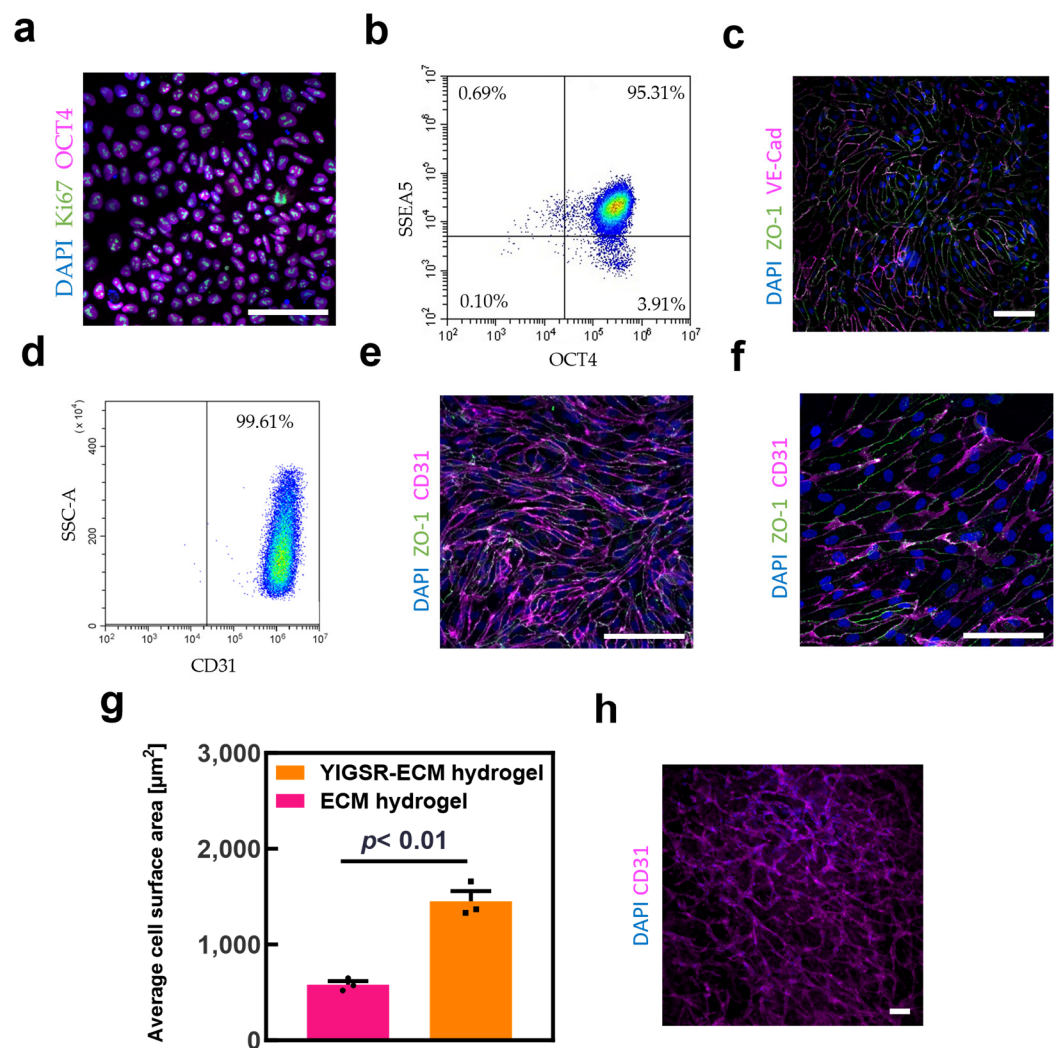 a
DAPI Ki67 OCT4
b
10⁷
10⁶
10⁵
10⁴
10³
10²
SSEA5
0.69%
95.31%
0.10%
3.91%
10² 10³ 10⁴ 10⁵ 10⁶ 10⁷
OCT4
c
DAPI ZO-1 VE-Cad
d
(x 10⁴)
400
200
0
SSC-A
99.61%
10² 10³ 10⁴ 10⁵ 10⁶ 10⁷
CD31
e
DAPI ZO-1 CD31
f
DAPI ZO-1 CD31
g
Average cell surface area [µm²]
3,000
2,000
1,000
0
YIGSR-ECM hydrogel
ECM hydrogel
p< 0.01
h
DAPI CD31